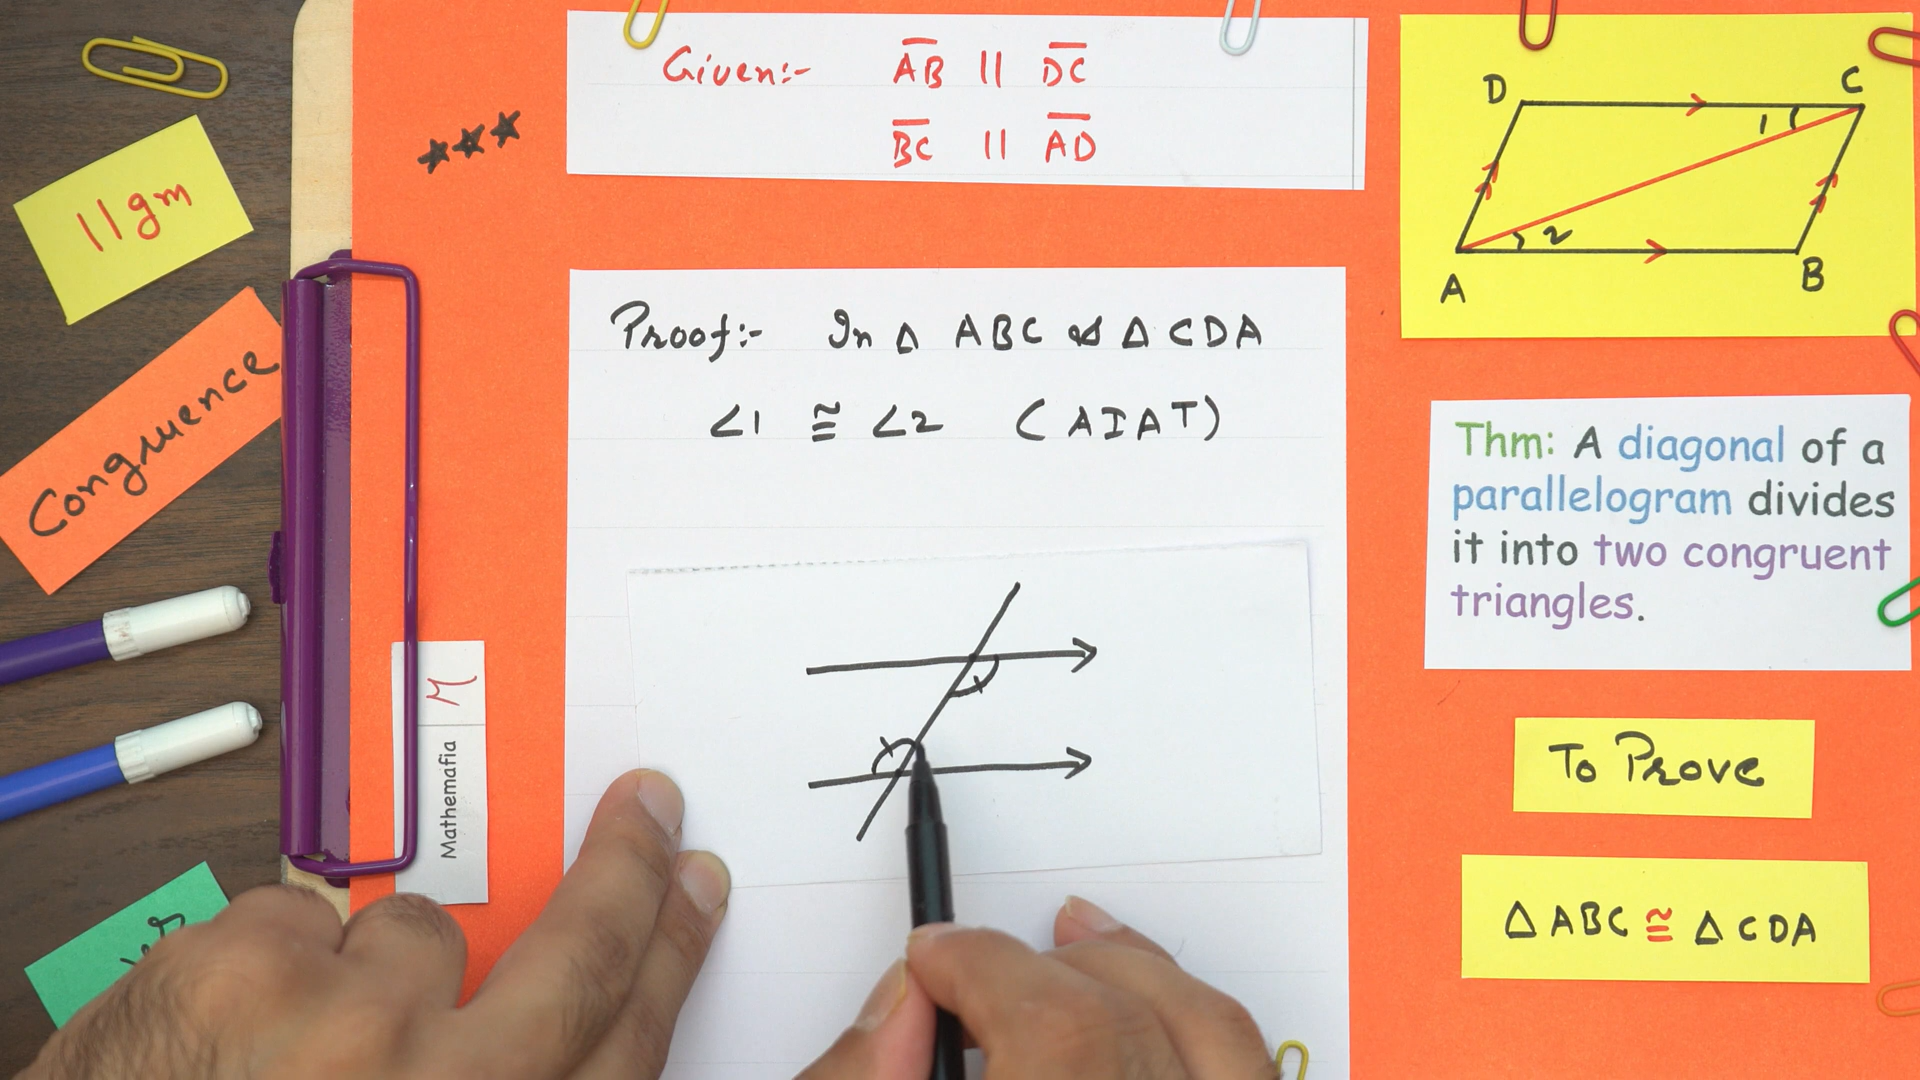 ||gm
Congruence
M
Mathemafia
Given:- AB || DC
BC || AD
Proof:- In △ ABC & △ CDA
∠1 ≅ ∠2 (AIAT)
D C
1
2
A B
Thm: A diagonal of a
parallelogram divides
it into two congruent
triangles.
To Prove
△ ABC ≅ △ CDA